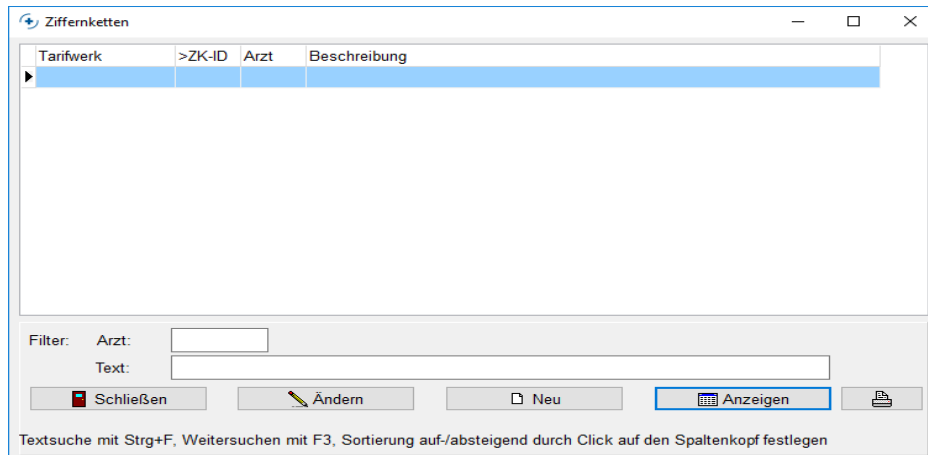 Ziffernketten
Tarifwerk >ZK-ID Arzt Beschreibung
Filter: Arzt:
Text:
Schließen Ändern Neu Anzeigen
Textsuche mit Strg+F, Weitersuchen mit F3, Sortierung auf-/absteigend durch Click auf den Spaltenkopf festlegen